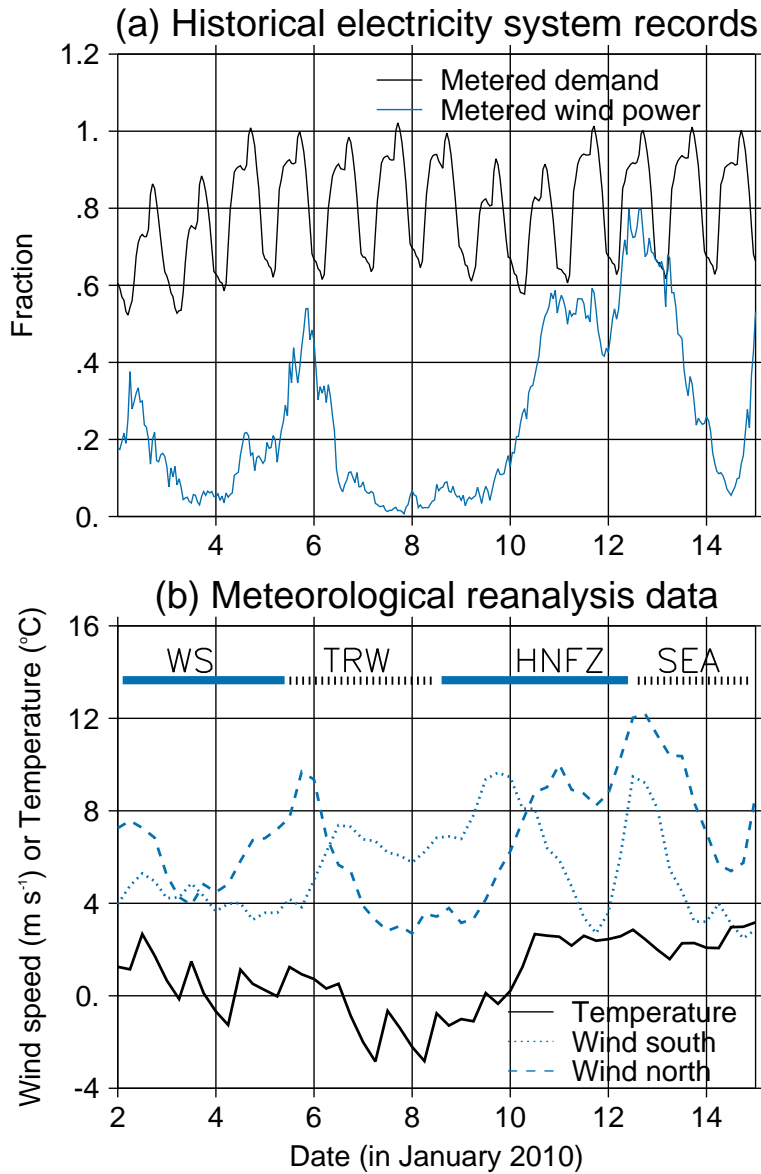 (a) Historical electricity system records
1.2
1.
.8
.6
.4
.2
0.
Fraction
Metered demand
Metered wind power
4 6 8 10 12 14
(b) Meteorological reanalysis data
16
12
8
4
0.
-4
Wind speed (m s⁻¹) or Temperature (°C)
WS TRW HNFZ SEA
Temperature
Wind south
Wind north
2 4 6 8 10 12 14
Date (in January 2010)